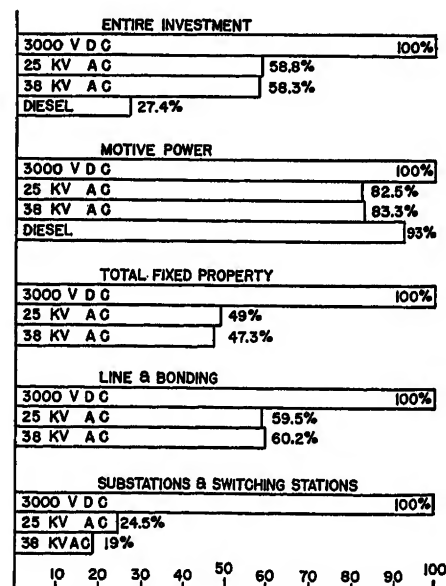 ENTIRE INVESTMENT
3000 V D C 100%
25 KV A C 58.8%
38 KV A C 58.3%
DIESEL 27.4%
MOTIVE POWER
3000 V D C 100%
25 KV A C 82.5%
38 KV A C 83.3%
DIESEL 93%
TOTAL FIXED PROPERTY
3000 V D C 100%
25 KV A C 49%
38 KV A C 47.3%
LINE & BONDING
3000 V D C 100%
25 KV A C 59.5%
38 KV A C 60.2%
SUBSTATIONS & SWITCHING STATIONS
3000 V D C 100%
25 KV A C 24.5%
38 KV AC 19%
10 20 30 40 50 60 70 80 90 100